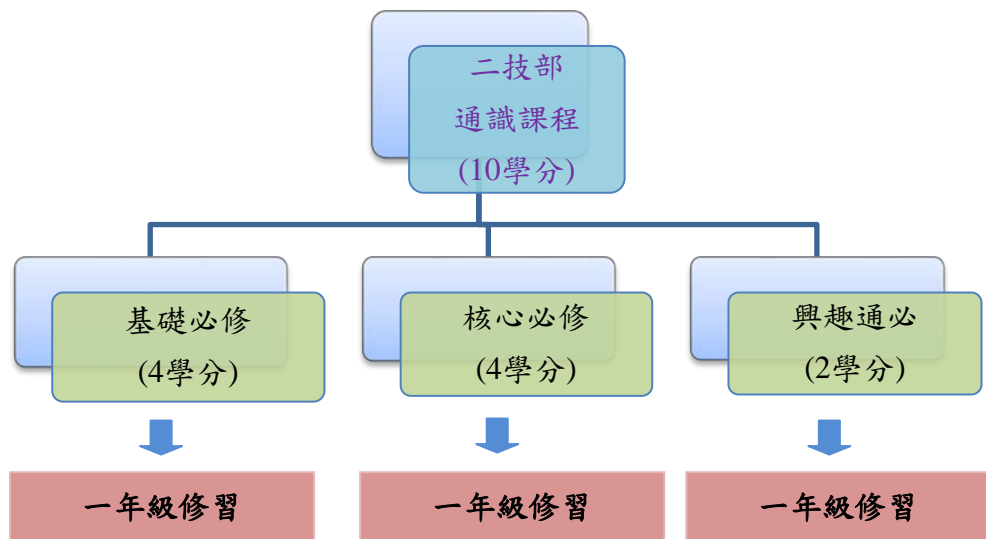 二技部
通識課程
(10學分)
基礎必修
(4學分)
核心必修
(4學分)
興趣通必
(2學分)
一年級修習
一年級修習
一年級修習